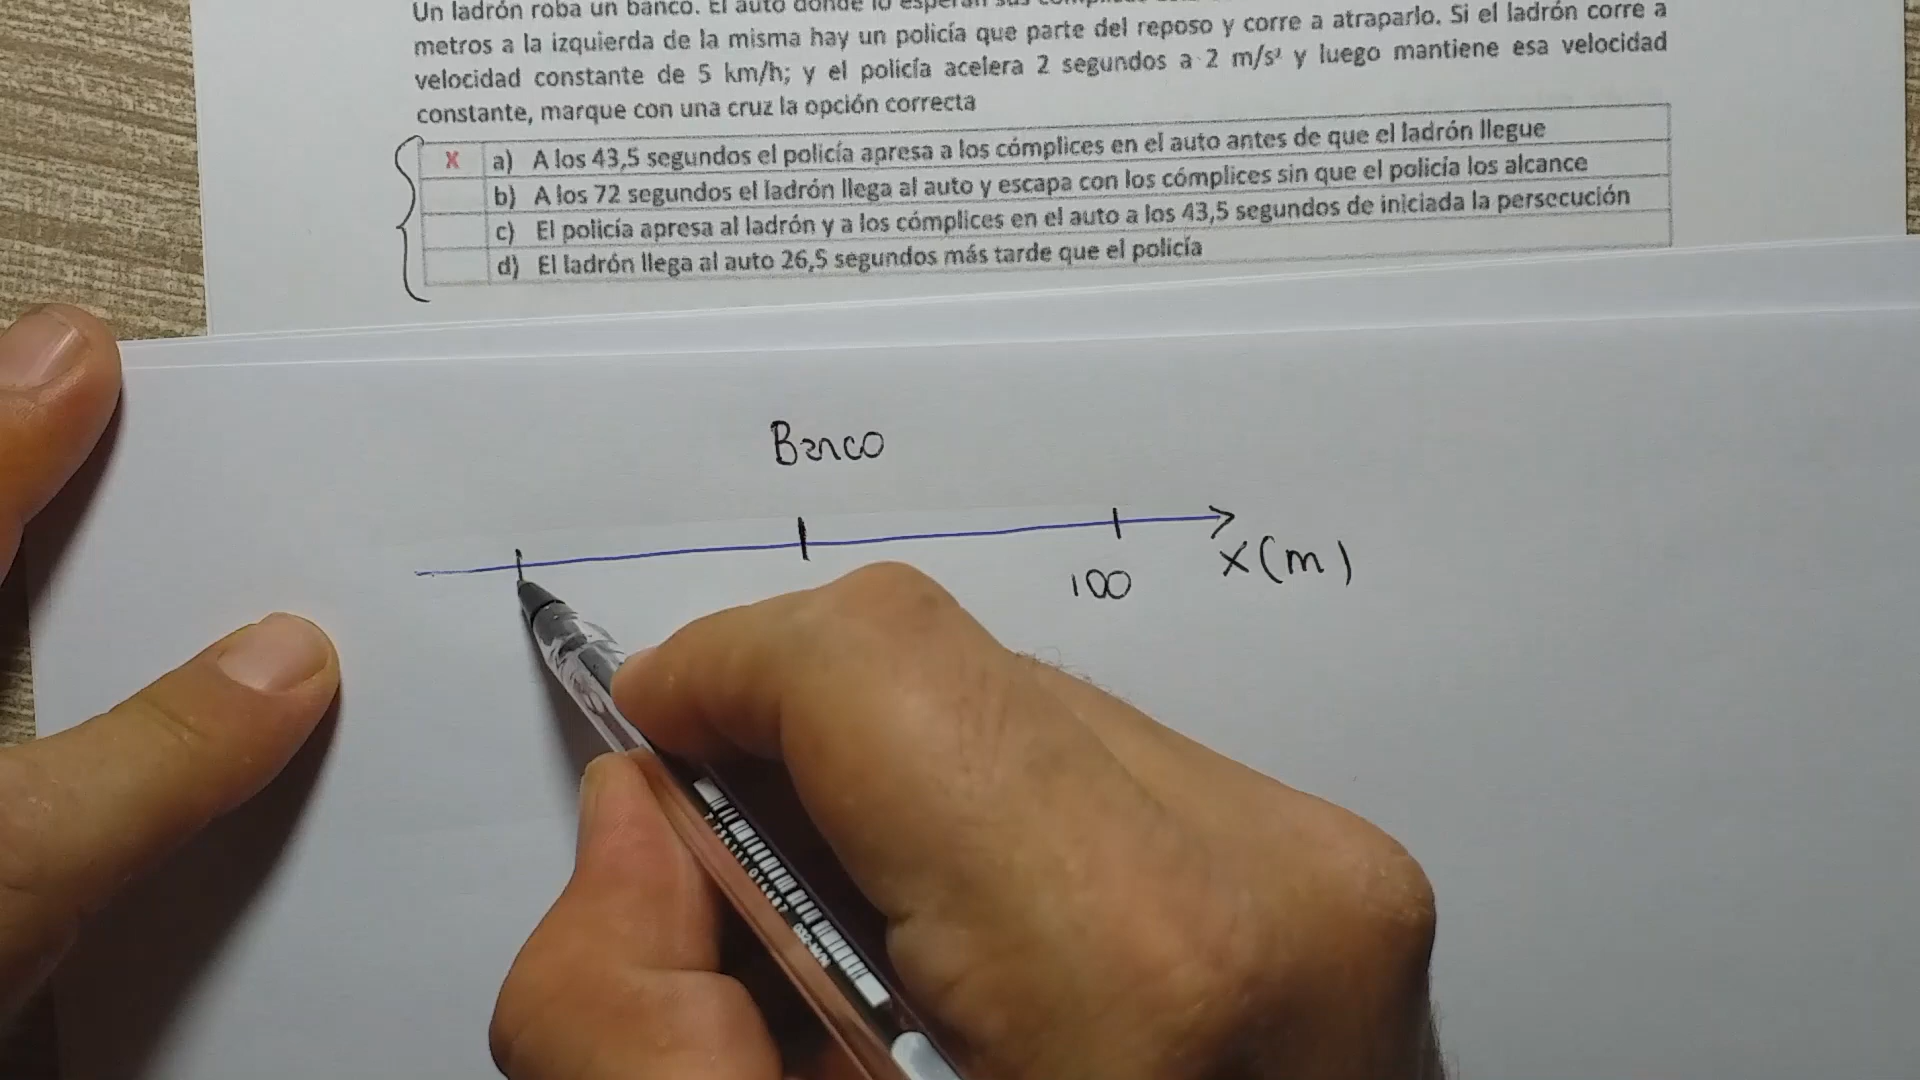 Un ladrón roba un banco. El auto donde lo esperan sus
metros a la izquierda de la misma hay un policía que parte del reposo y corre a atraparlo. Si el ladrón corre a
velocidad constante de 5 km/h; y el policía acelera 2 segundos a 2 m/s² y luego mantiene esa velocidad
constante, marque con una cruz la opción correcta
X a) A los 43,5 segundos el policía apresa a los cómplices en el auto antes de que el ladrón llegue
b) A los 72 segundos el ladrón llega al auto y escapa con los cómplices sin que el policía los alcance
c) El policía apresa al ladrón y a los cómplices en el auto a los 43,5 segundos de iniciada la persecución
d) El ladrón llega al auto 26,5 segundos más tarde que el policía
Banco
100
X(m)